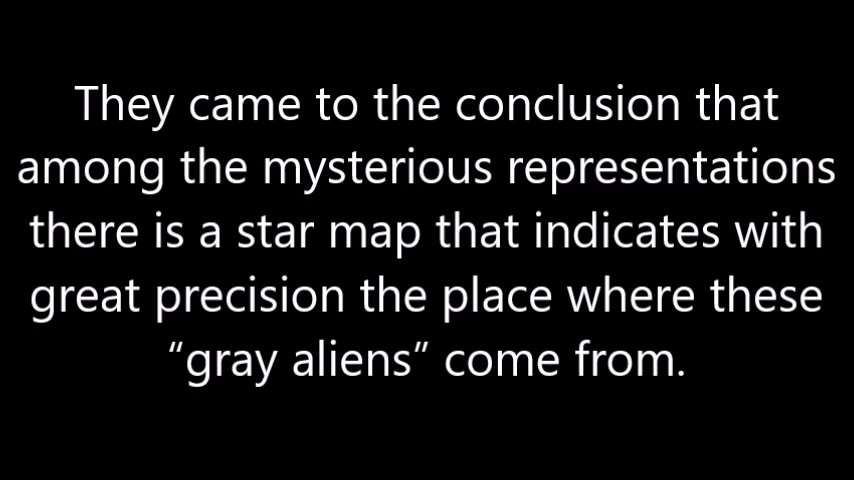 They came to the conclusion that
among the mysterious representations
there is a star map that indicates with
great precision the place where these
“gray aliens” come from.